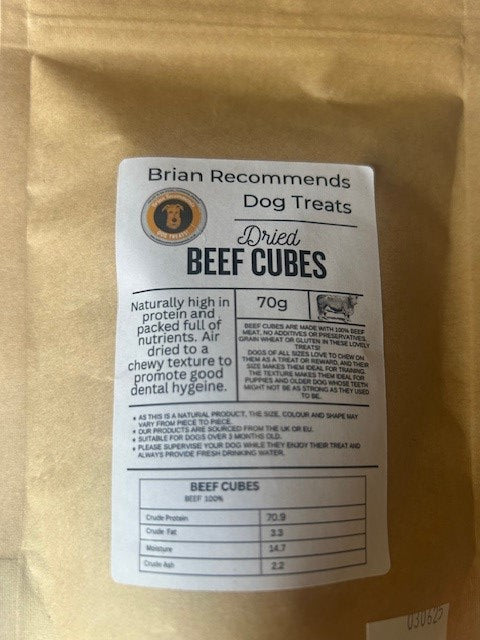 Brian Recommends
Dog Treats
Brian Recommends
DOG TREATS
Dried
BEEF CUBES
Naturally high in
protein and
packed full of
nutrients. Air
dried to a
chewy texture to
promote good
dental hygeine.
70g
BEEF CUBES ARE MADE WITH 100% BEEF
MEAT, NO ADDITIVES OR PRESERVATIVES,
GRAIN WHEAT OR GLUTEN IN THESE LOVELY
TREATS!
DOGS OF ALL SIZES LOVE TO CHEW ON
THEM AS A TREAT OR REWARD, AND THEIR
SIZE MAKES THEM IDEAL FOR TRAINING.
THE TEXTURE MAKES THEM IDEAL FOR
PUPPIES AND OLDER DOG WHOSE TEETH
MIGHT NOT BE AS STRONG AS THEY USED
TO BE.
• AS THIS IS A NATURAL PRODUCT, THE SIZE, COLOUR AND SHAPE MAY
VARY FROM PIECE TO PIECE.
• OUR PRODUCTS ARE SOURCED FROM THE UK OR EU.
• SUITABLE FOR DOGS OVER 3 MONTHS OLD.
• PLEASE SUPERVISE YOUR DOG WHILE THEY ENJOY THEIR TREAT AND
ALWAYS PROVIDE FRESH DRINKING WATER.
BEEF CUBES
BEEF 100%
Crude Protein 70.9
Crude Fat 3.3
Moisture 14.7
Crude Ash 2.2
030625